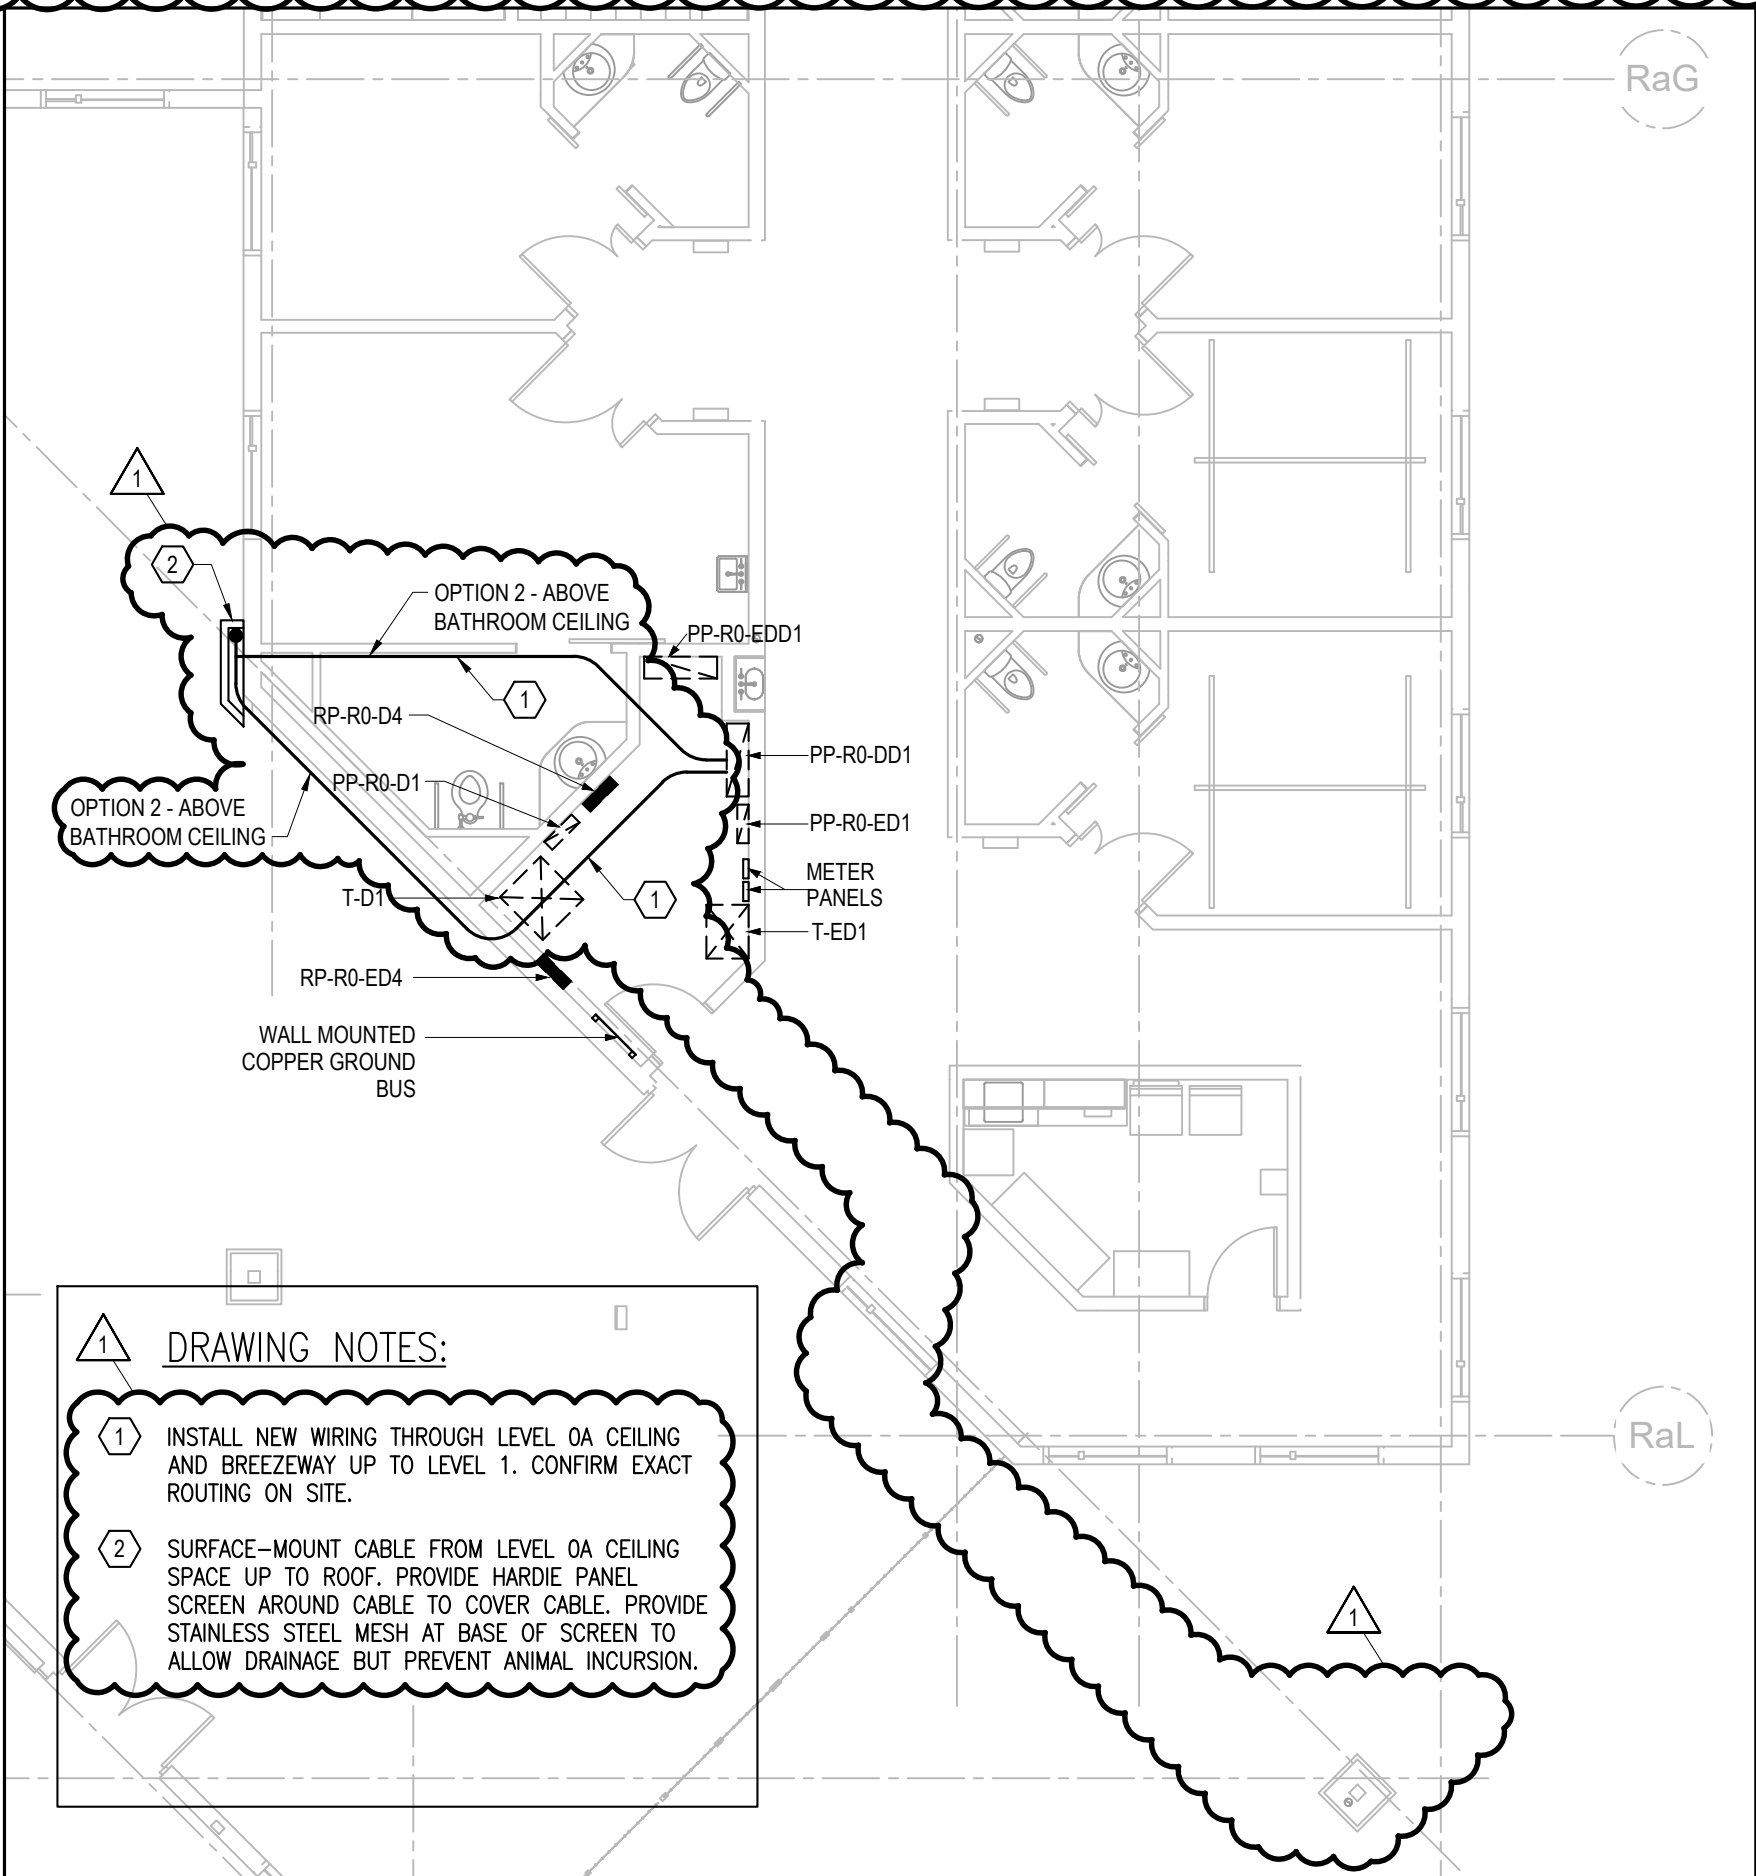 RaG
1
2
OPTION 2 - ABOVE
BATHROOM CEILING
PP-R0-EDD1
1
RP-R0-D4
PP-R0-DD1
PP-R0-D1
OPTION 2 - ABOVE
BATHROOM CEILING
PP-R0-ED1
METER
PANELS
T-D1
1
T-ED1
RP-R0-ED4
WALL MOUNTED
COPPER GROUND
BUS
1
DRAWING NOTES:
1
INSTALL NEW WIRING THROUGH LEVEL 0A CEILING
AND BREEZEWAY UP TO LEVEL 1. CONFIRM EXACT
ROUTING ON SITE.
2
SURFACE-MOUNT CABLE FROM LEVEL 0A CEILING
SPACE UP TO ROOF. PROVIDE HARDIE PANEL
SCREEN AROUND CABLE TO COVER CABLE. PROVIDE
STAINLESS STEEL MESH AT BASE OF SCREEN TO
ALLOW DRAINAGE BUT PREVENT ANIMAL INCURSION.
RaL
1